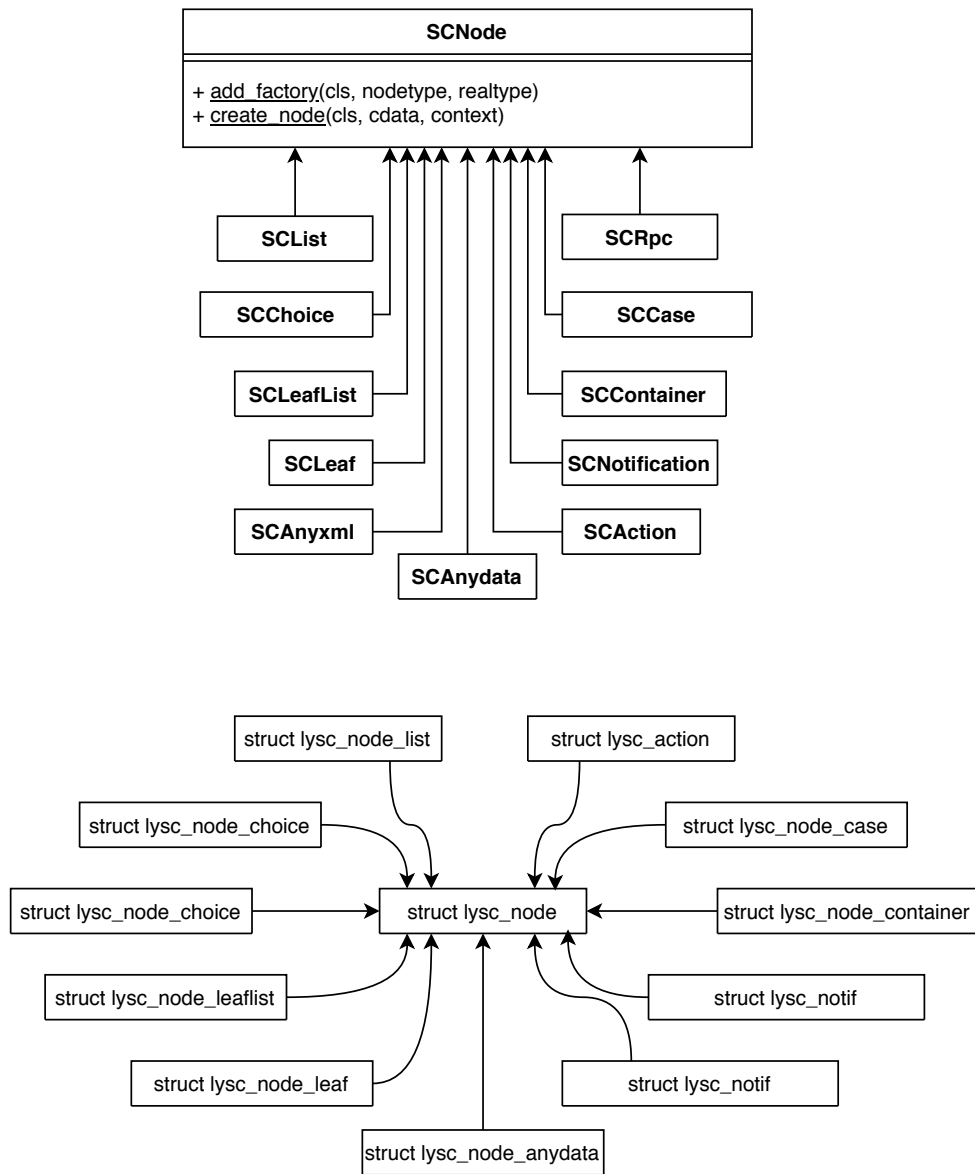 SCNode
+ add_factory(cls, nodetype, realtype)
+ create_node(cls, cdata, context)
SCList
SCRpc
SCChoice
SCCase
SCLeafList
SCContainer
SCLeaf
SCNotification
SCAnyxml
SCAction
SCAnydata
struct lysc_node_list
struct lysc_action
struct lysc_node_choice
struct lysc_node_case
struct lysc_node_choice
struct lysc_node
struct lysc_node_container
struct lysc_node_leaflist
struct lysc_notif
struct lysc_node_leaf
struct lysc_notif
struct lysc_node_anydata